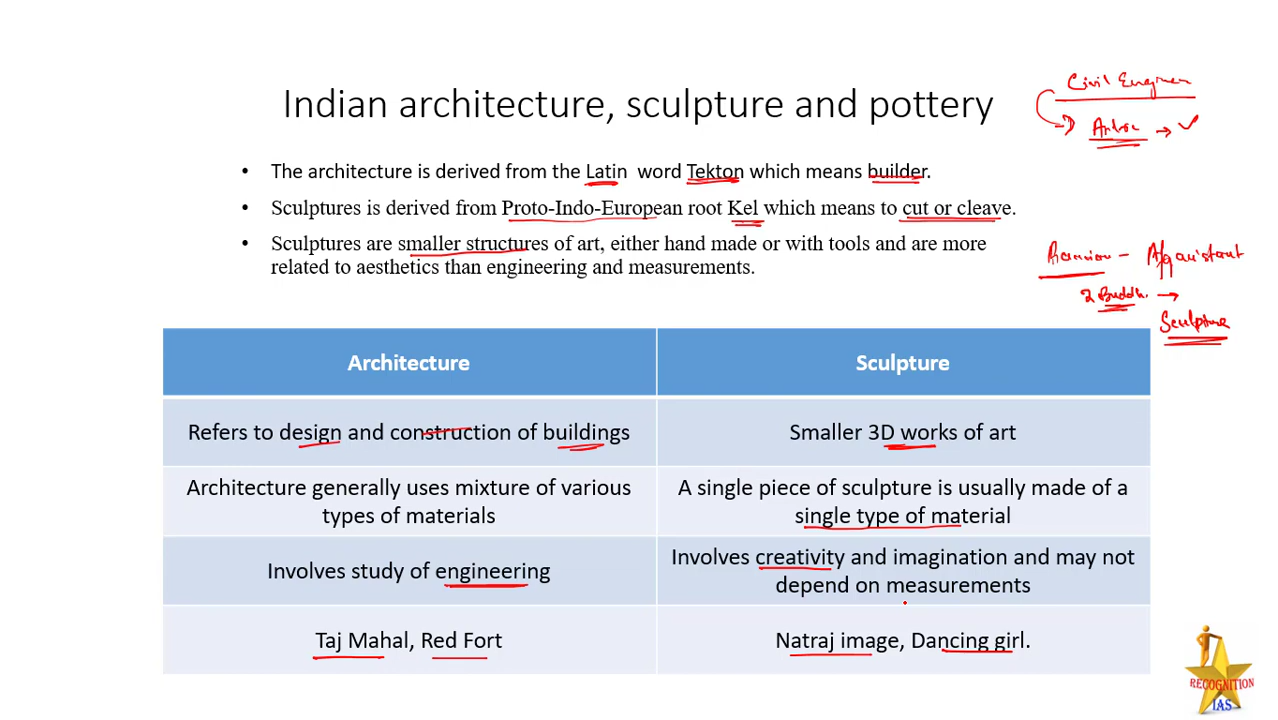 Indian architecture, sculpture and pottery
• The architecture is derived from the Latin word Tekton which means builder.
• Sculptures is derived from Proto-Indo-European root Kel which means to cut or cleave.
• Sculptures are smaller structures of art, either hand made or with tools and are more
related to aesthetics than engineering and measurements.
Civil
2 Buddh.
Sculpture
Architecture
Sculpture
Refers to design and construction of buildings
Smaller 3D works of art
Architecture generally uses mixture of various
types of materials
A single piece of sculpture is usually made of a
single type of material
Involves study of engineering
Involves creativity and imagination and may not
depend on measurements
Taj Mahal, Red Fort
Natraj image, Dancing girl.
RECOGNITION
IAS